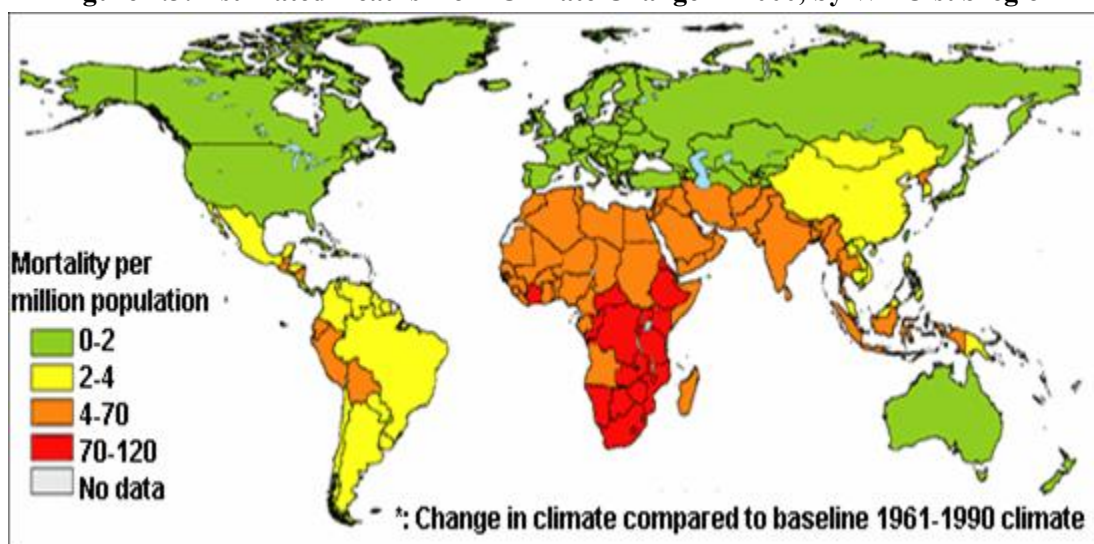 Mortality per
million population
0-2
2-4
4-70
70-120
No data
*: Change in climate compared to baseline 1961-1990 climate